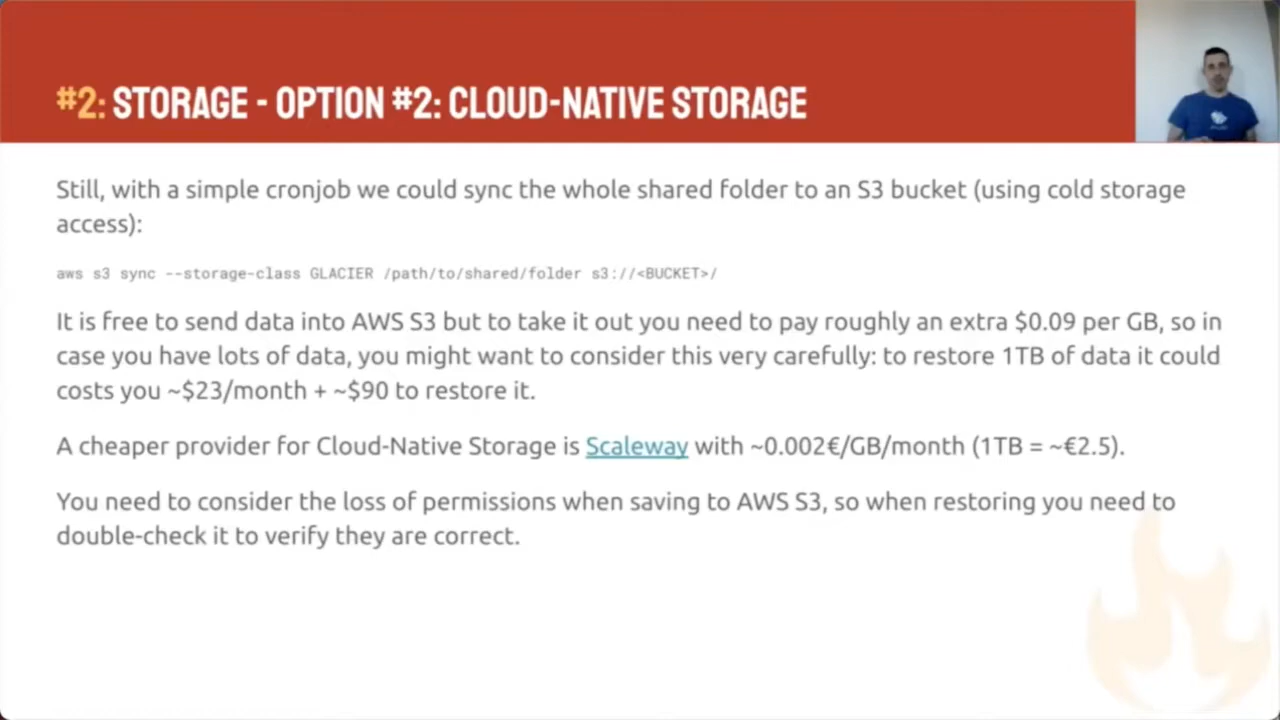 #2: STORAGE - OPTION #2: CLOUD-NATIVE STORAGE
Still, with a simple cronjob we could sync the whole shared folder to an S3 bucket (using cold storage
access):
aws s3 sync --storage-class GLACIER /path/to/shared/folder s3://<BUCKET>/
It is free to send data into AWS S3 but to take it out you need to pay roughly an extra $0.09 per GB, so in
case you have lots of data, you might want to consider this very carefully: to restore 1TB of data it could
costs you ~$23/month + ~$90 to restore it.
A cheaper provider for Cloud-Native Storage is Scaleway with ~0.002€/GB/month (1TB = ~€2.5).
You need to consider the loss of permissions when saving to AWS S3, so when restoring you need to
double-check it to verify they are correct.